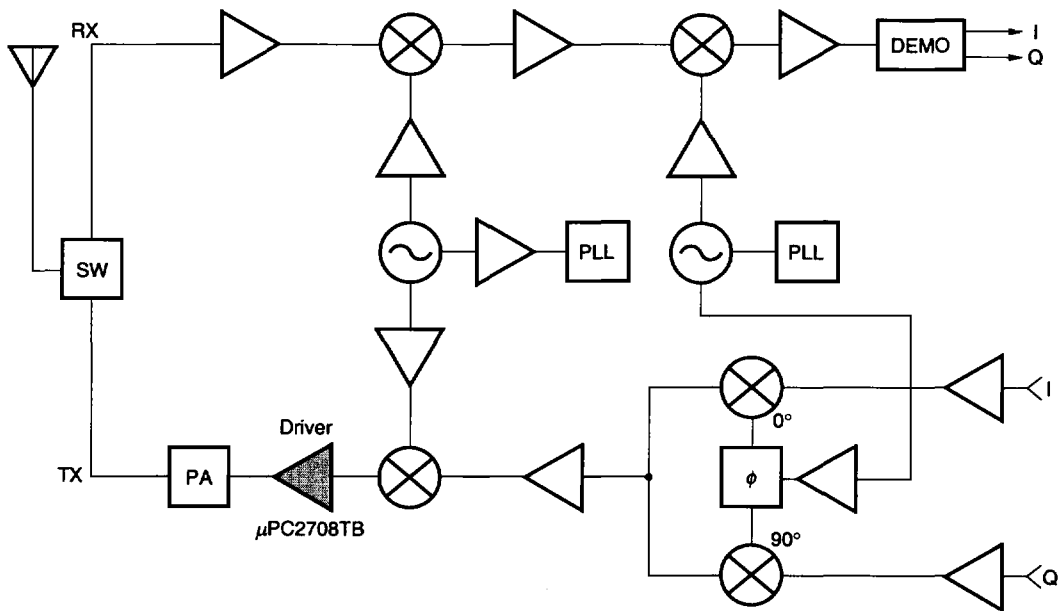 RX
DEMO
I
Q
SW
PLL
PLL
I
0°
Driver
TX
PA
φ
μPC2708TB
90°
Q